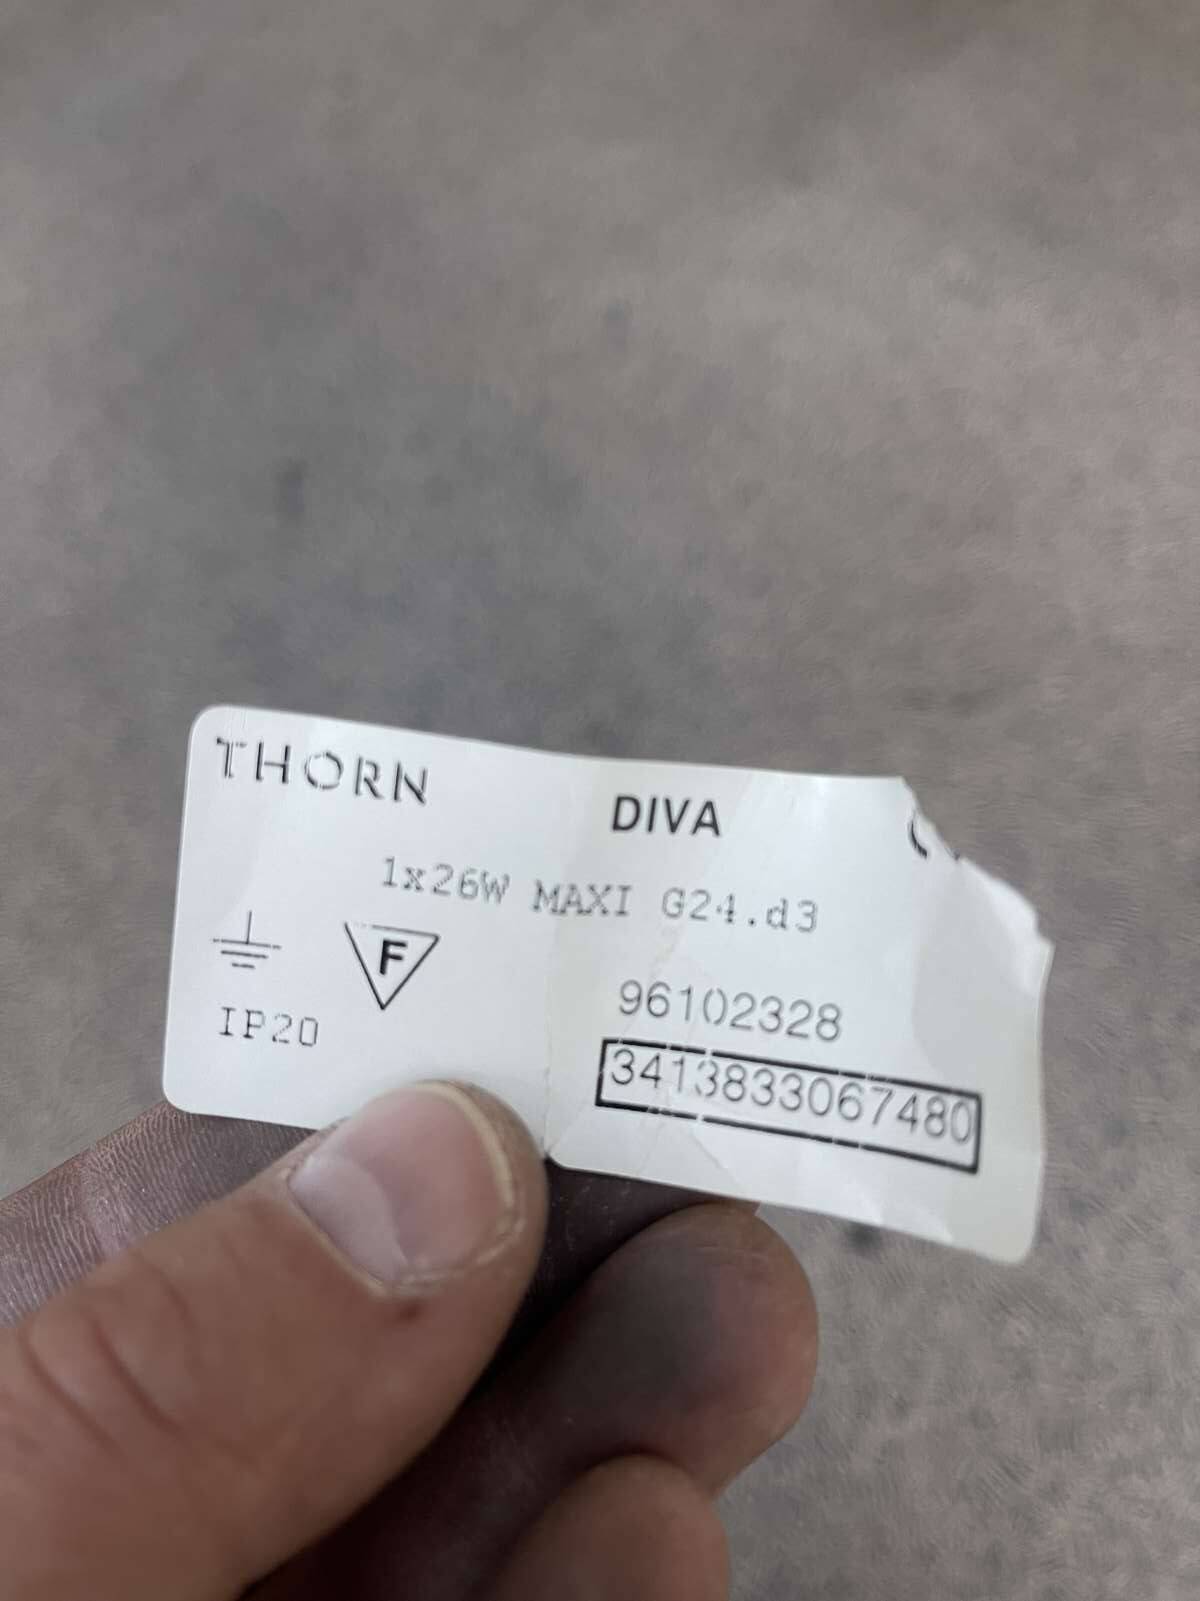 THORN
DIVA
1x26W MAXI G24.d3
F
IP20
96102328
3413833067480